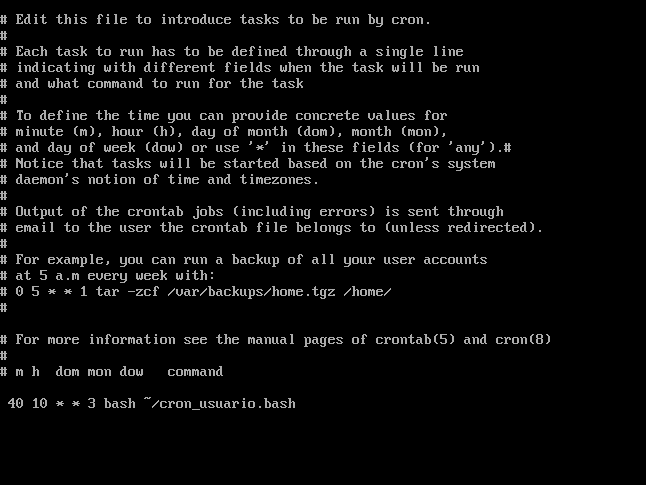 # Edit this file to introduce tasks to be run by cron.
#
# Each task to run has to be defined through a single line
# indicating with different fields when the task will be run
# and what command to run for the task
#
# To define the time you can provide concrete values for
# minute (m), hour (h), day of month (dom), month (mon),
# and day of week (dow) or use '*' in these fields (for 'any').#
# Notice that tasks will be started based on the cron's system
# daemon's notion of time and timezones.
#
# Output of the crontab jobs (including errors) is sent through
# email to the user the crontab file belongs to (unless redirected).
#
# For example, you can run a backup of all your user accounts
# at 5 a.m every week with:
# 0 5 * * 1 tar -zcf /var/backups/home.tgz /home/
#
# For more information see the manual pages of crontab(5) and cron(8)
#
# m h  dom mon dow   command
40 10 * * 3 bash ~/cron_usuario.bash